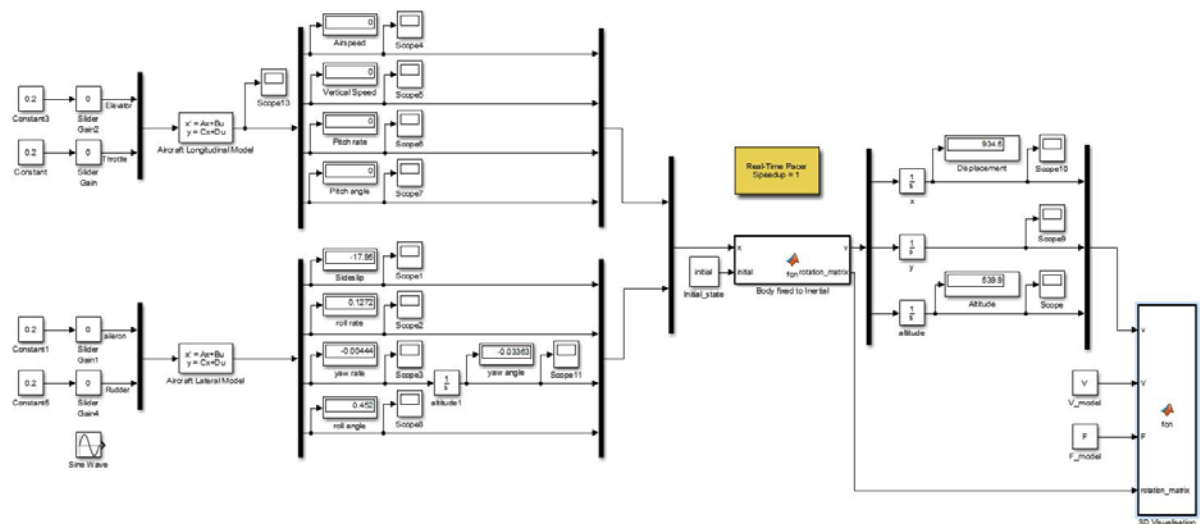 0.2
Constant3
0
Slider
Gain2
Elevator
0.2
Constant
0
Slider
Gain
Throttle
x' = Ax+Bu
y = Cx+Du
Aircraft Longitudinal Model
Scope13
0
Airspeed
Scope4
0
Vertical Speed
Scope5
0
Pitch rate
Scope6
0
Pitch angle
Scope7
0.2
Constant1
0
Slider
Gain1
aileron
0.2
Constant5
0
Slider
Gain4
Rudder
Sine Wave
x' = Ax+Bu
y = Cx+Du
Aircraft Lateral Model
-17.96
Sideslip
Scope1
0.1272
roll rate
Scope2
-0.00444
yaw rate
Scope3
1
s
altitude1
-0.03363
yaw angle
Scope11
0.452
roll angle
Scope8
Real-Time Pacer
Speedup = 1
initial
Initial_state
x
initial
fcn
v
rotation_matrix
Body fixed to Inertial
1
s
x
934.6
Displacement
Scope10
1
s
y
Scope9
1
s
altitude
539.9
Altitude
Scope
V
V_model
F
F_model
v
V
F
rotation_matrix
fcn
3D Visualisation